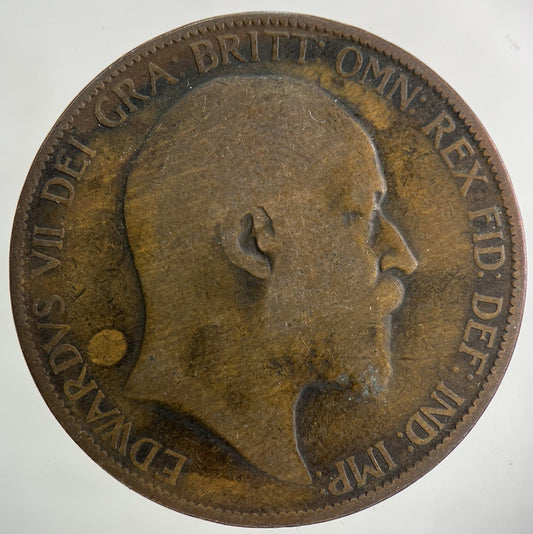 EDWARDVS VII DEI GRA: BRITT: OMN: REX FID: DEF: IND: IMP: